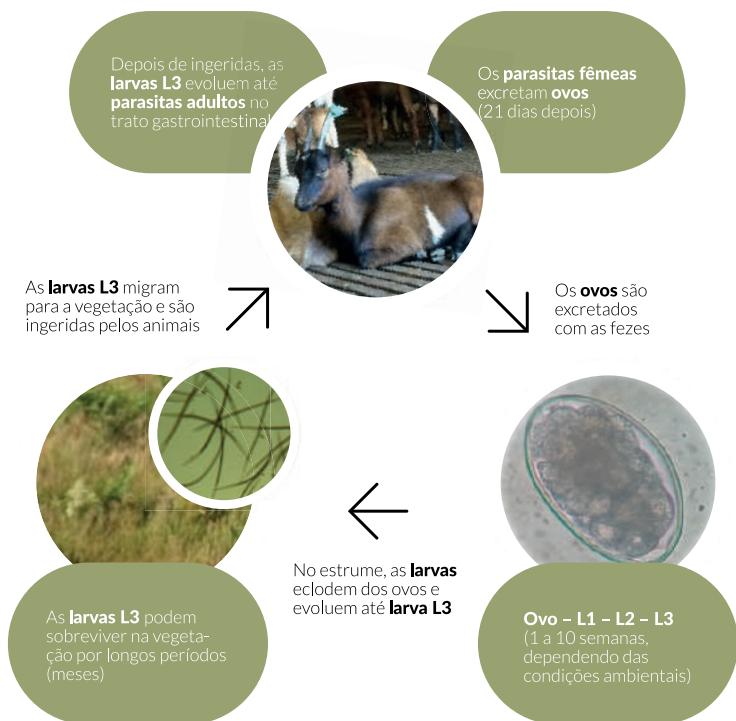 Depois de ingeridas, as
larvas L3 evoluem até
parasitas adultos no
trato gastrointestinal
Os parasitas fêmeas
excretam ovos
(21 dias depois)
As larvas L3 migram
para a vegetação e são
ingeridas pelos animais
Os ovos são
excretados
com as fezes
No estrume, as larvas
eclodem dos ovos e
evoluem até larva L3
As larvas L3 podem
sobreviver na vegeta-
ção por longos períodos
(meses)
Ovo – L1 – L2 – L3
(1 a 10 semanas,
dependendo das
condições ambientais)